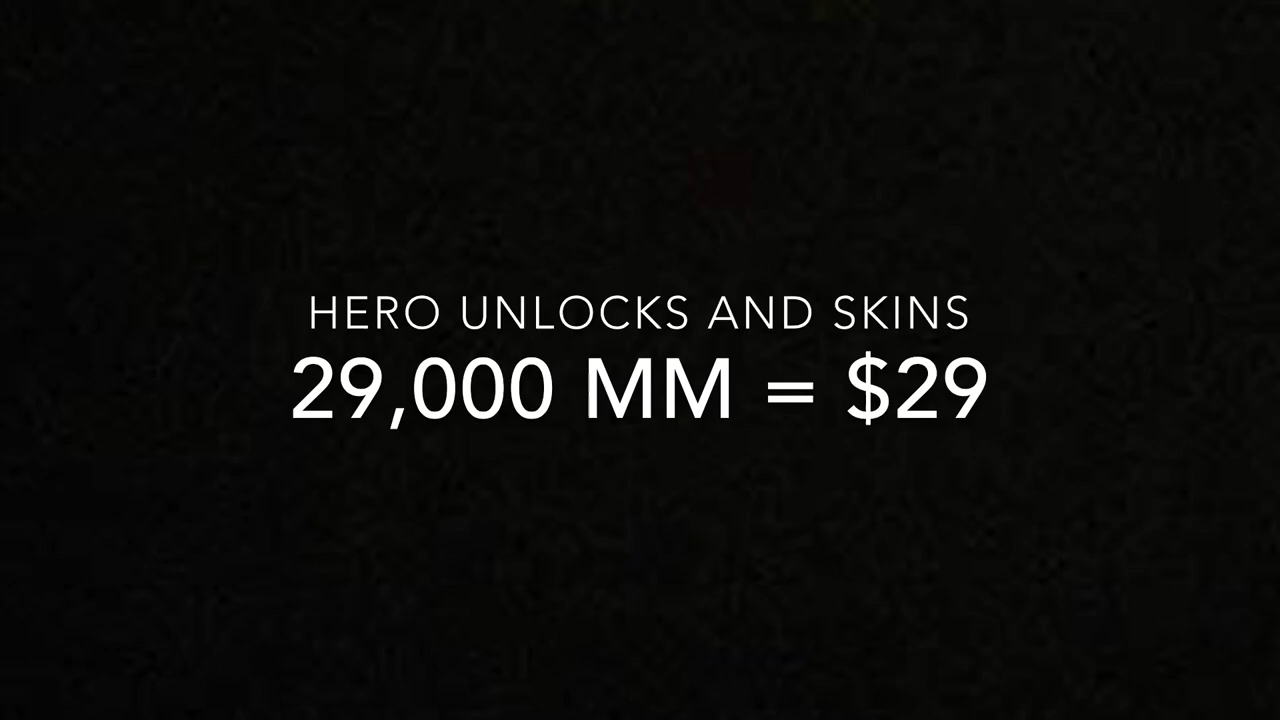 HERO UNLOCKS AND SKINS
29,000 MM = $29